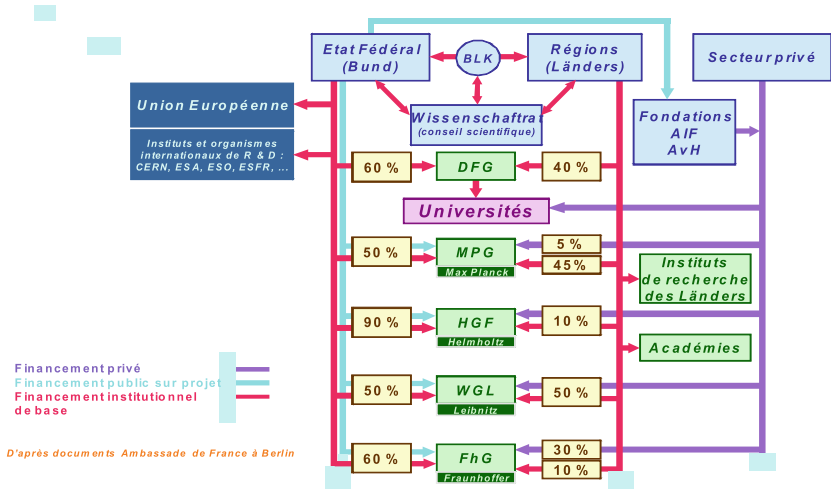 Etat Fédéral
(Bund)
BLK
Régions
(Länders)
Secteur privé
Union Européenne
Wissenschaftrat
(conseil scientifique)
Fondations
AIF
AvH
Instituts et organismes
internationaux de R & D :
CERN, ESA, ESO, ESFR, ...
60 %
DFG
40 %
Universités
50 %
MPG
Max Planck
5 %
45%
Instituts
de recherche
des Länders
90 %
HGF
Helmholtz
10 %
Académies
Financement privé
Financement public sur projet
Financement institutionnel
de base
50 %
WGL
Leibnitz
50 %
D'après documents Ambassade de France à Berlin
60 %
FhG
Fraunhoffer
30 %
10 %